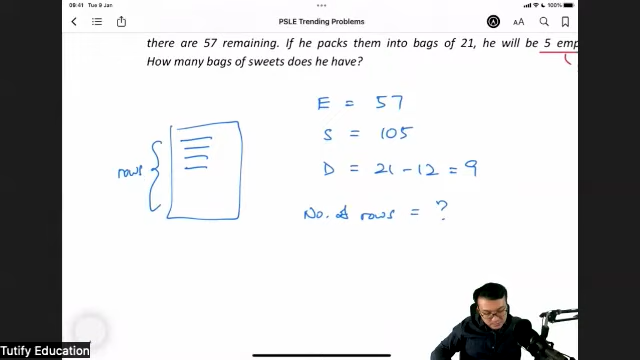 09:41 Tue 9 Jan
PSLE Trending Problems
100%
AA
there are 57 remaining. If he packs them into bags of 21, he will be 5 emp
How many bags of sweets does he have?
E = 57
S = 105
rows
D = 21 - 12 = 9
No. of rows = ?
Tutify Education